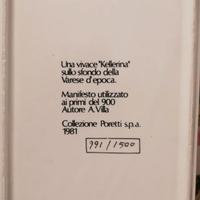 Una vivace "Kellerina"
sullo sfondo della
Varese d'epoca.
Manifesto utilizzato
ai primi del 900
Autore A. Villa
Collezione Poretti s.p.a.
1981
991/1500